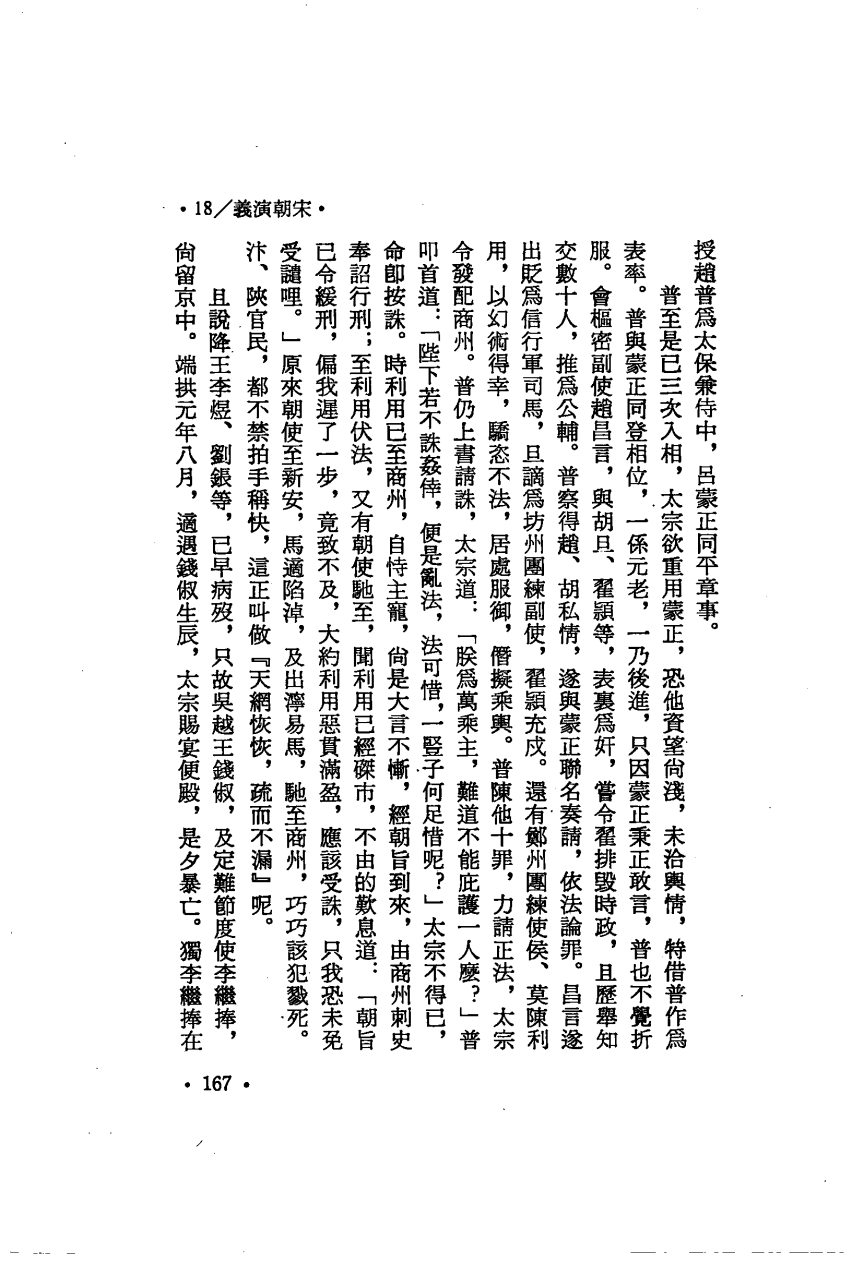 •18／義演朝宋•
授趙普爲太保兼侍中，呂蒙正同平章事。
普至是已三次入相，太宗欲重用蒙正，恐他資望尙淺，未洽輿情，特借普作爲
表率。普與蒙正同登相位，一係元老，一乃後進，只因蒙正秉正敢言，普也不覺折
服。會樞密副使趙昌言，與胡旦、翟頴等，表裏爲奸，嘗令翟排毀時政，且歷舉知
交數十人，推爲公輔。普察得趙、胡私情，遂與蒙正聯名奏請，依法論罪。昌言遂
出貶爲信行軍司馬，旦謫爲坊州團練副使，翟頴充戍。還有鄭州團練使侯、莫陳利
用，以幻術得幸，驕恣不法，居處服御，僭擬乘輿。普陳他十罪，力請正法，太宗
令發配商州。普仍上書請誅，太宗道：「朕爲萬乘主，難道不能庇護一人麼？」普
叩首道：「陛下若不誅姦倖，便是亂法，法可惜，一豎子何足惜呢？」太宗不得已，
命卽按誅。時利用已至商州，自恃主寵，尙是大言不慚，經朝旨到來，由商州刺史
奉詔行刑；至利用伏法，又有朝使馳至，聞利用已經磔市，不由的歎息道：「朝旨
已令緩刑，偏我遲了一步，竟致不及，大約利用惡貫滿盈，應該受誅，只我恐未免
受譴哩。」原來朝使至新安，馬適陷淖，及出濘易馬，馳至商州，巧巧該犯戮死。
汴、陝官民，都不禁拍手稱快，這正叫做『天網恢恢，疏而不漏』呢。
且說降王李煜、劉鋹等，已早病歿，只故吳越王錢俶，及定難節度使李繼捧，
尙留京中。端拱元年八月，適遇錢俶生辰，太宗賜宴便殿，是夕暴亡。獨李繼捧在
•167•